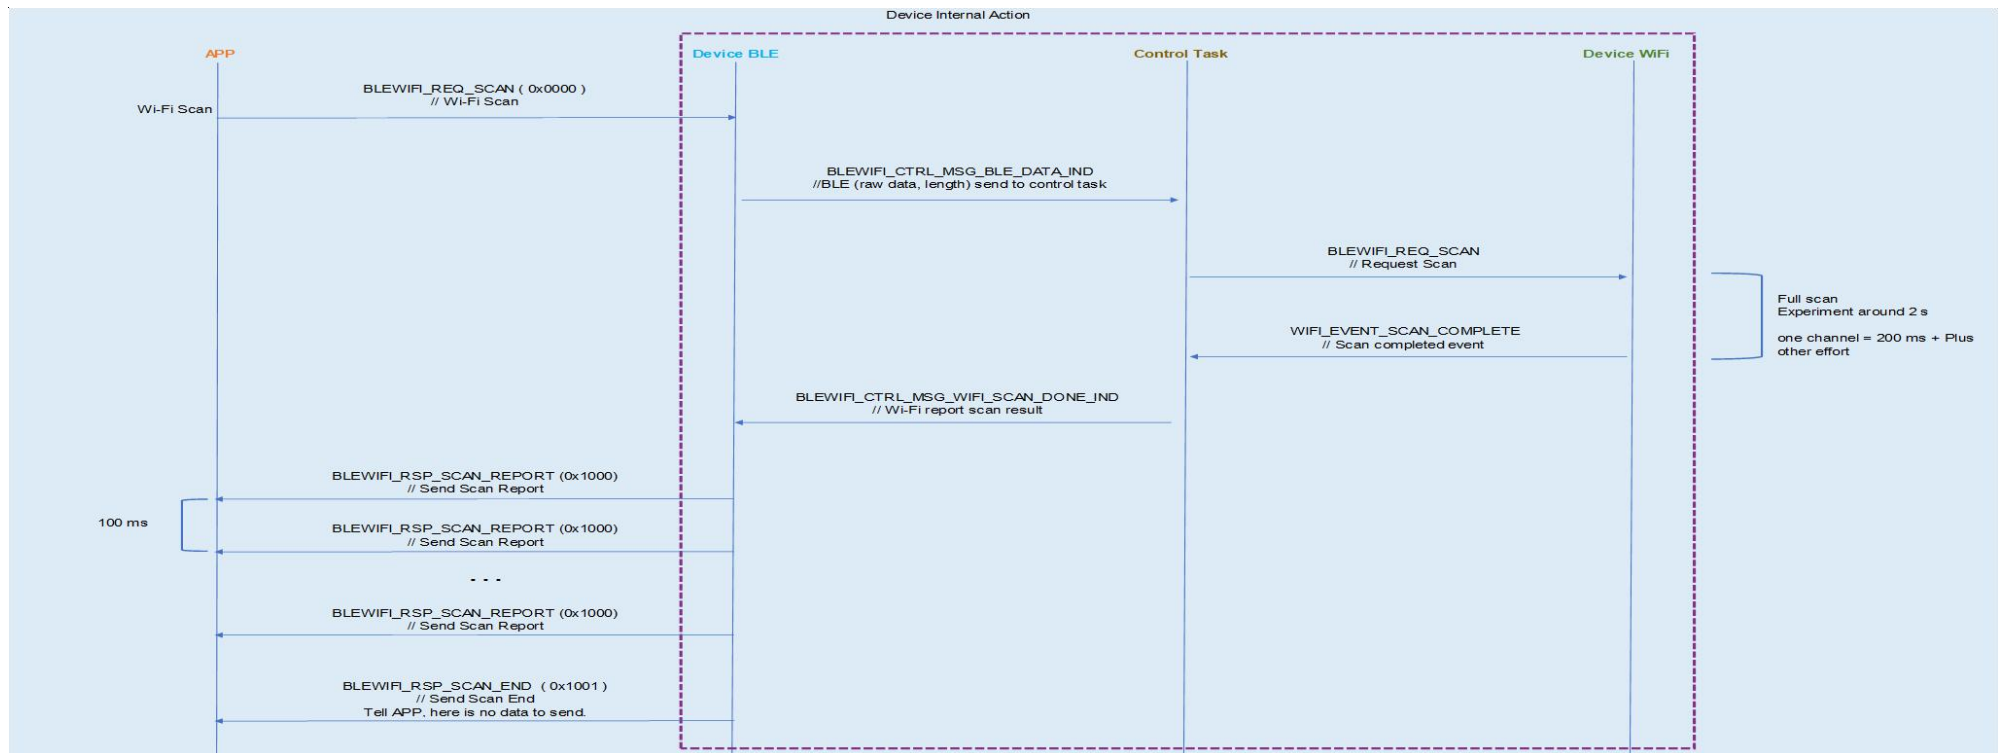 Device Internal Action
APP
Device BLE
Control Task
Device WiFi
BLEWIFI_REQ_SCAN ( 0x0000 )
// Wi-Fi Scan
Wi-Fi Scan
BLEWIFI_CTRL_MSG_BLE_DATA_IND
//BLE (raw data, length) send to control task
BLEWIFI_REQ_SCAN
// Request Scan
Full scan
Experiment around 2 s
one channel = 200 ms + Plus
other effort
WIFI_EVENT_SCAN_COMPLETE
// Scan completed event
BLEWIFI_CTRL_MSG_WIFI_SCAN_DONE_IND
// Wi-Fi report scan result
BLEWIFI_RSP_SCAN_REPORT (0x1000)
// Send Scan Report
100 ms
BLEWIFI_RSP_SCAN_REPORT (0x1000)
// Send Scan Report
- - -
BLEWIFI_RSP_SCAN_REPORT (0x1000)
// Send Scan Report
BLEWIFI_RSP_SCAN_END ( 0x1001 )
// Send Scan End
Tell APP, here is no data to send.